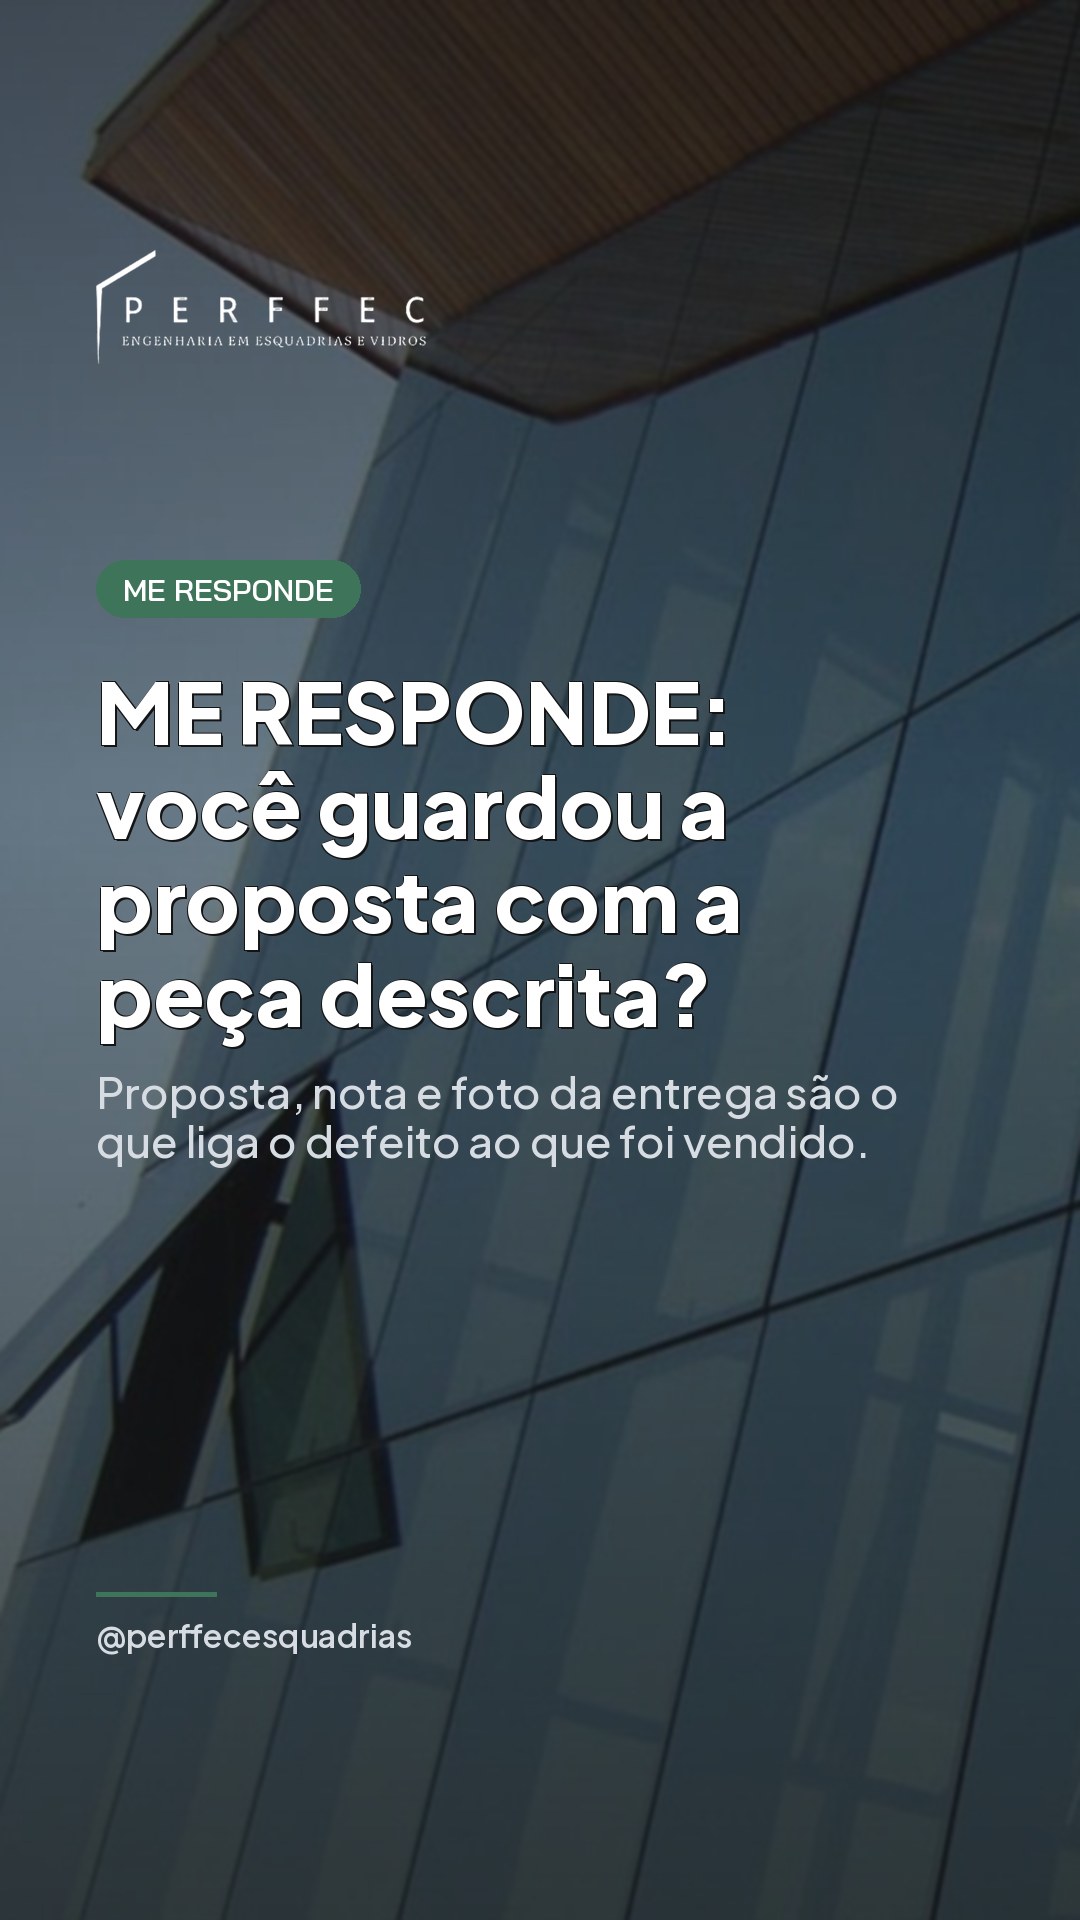 PERFFEC
ENGENHARIA EM ESQUADRIAS E VIDROS
ME RESPONDE
ME RESPONDE:
você guardou a
proposta com a
peça descrita?
Proposta, nota e foto da entrega são o
que liga o defeito ao que foi vendido.
@perffecesquadrias